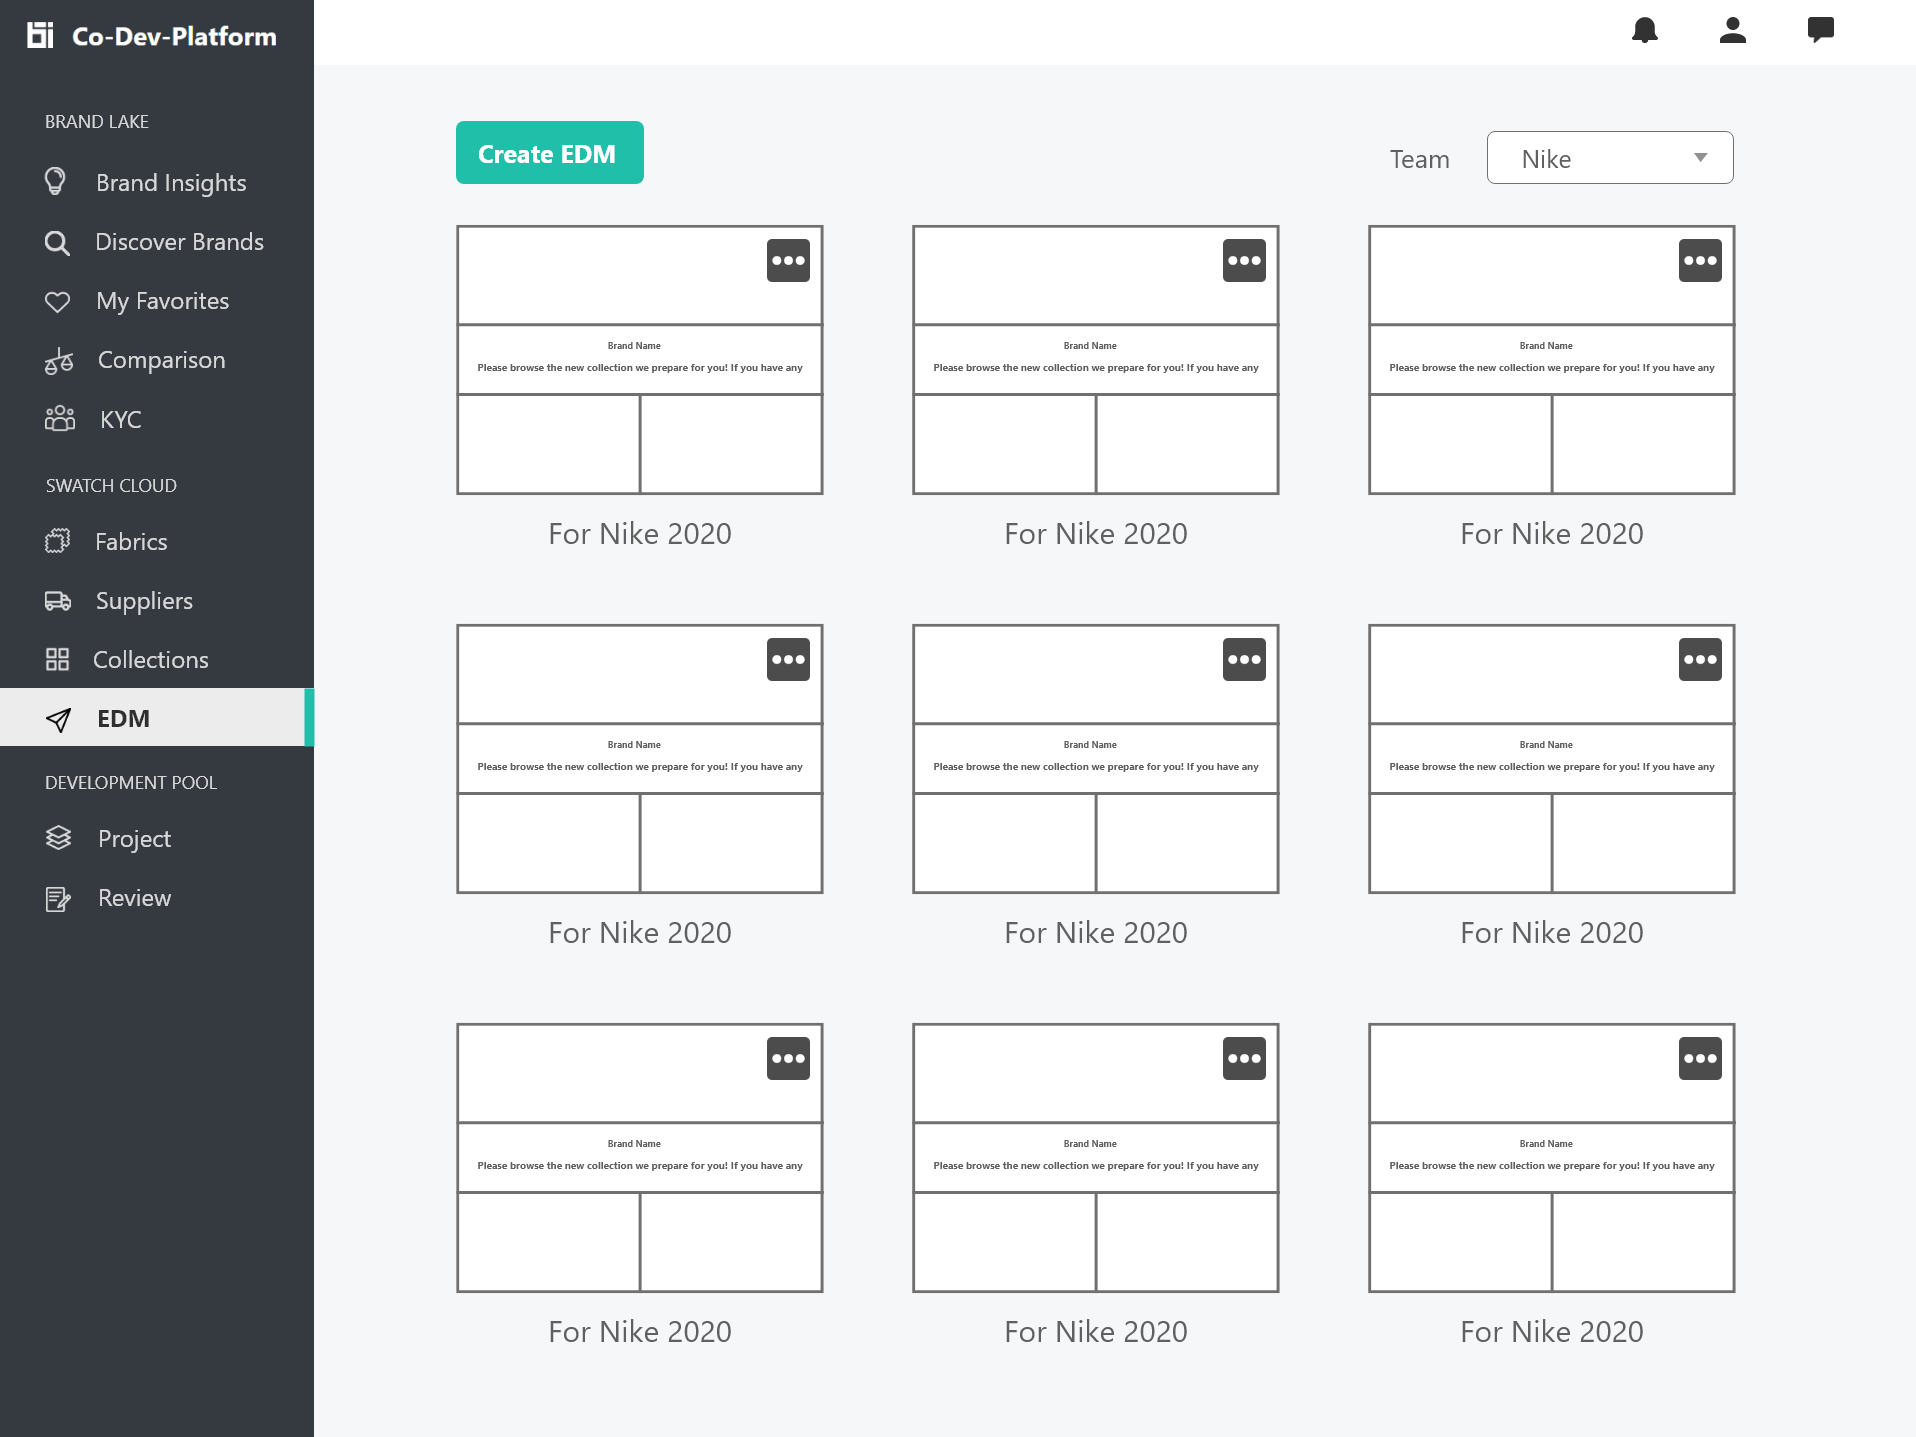 Co-Dev-Platform
BRAND LAKE
Brand Insights
Discover Brands
My Favorites
Comparison
KYC
SWATCH CLOUD
Fabrics
Suppliers
Collections
EDM
DEVELOPMENT POOL
Project
Review
Create EDM
Team
Nike
Brand Name
Please browse the new collection we prepare for you! If you have any
For Nike 2020
Brand Name
Please browse the new collection we prepare for you! If you have any
For Nike 2020
Brand Name
Please browse the new collection we prepare for you! If you have any
For Nike 2020
Brand Name
Please browse the new collection we prepare for you! If you have any
For Nike 2020
Brand Name
Please browse the new collection we prepare for you! If you have any
For Nike 2020
Brand Name
Please browse the new collection we prepare for you! If you have any
For Nike 2020
Brand Name
Please browse the new collection we prepare for you! If you have any
For Nike 2020
Brand Name
Please browse the new collection we prepare for you! If you have any
For Nike 2020
Brand Name
Please browse the new collection we prepare for you! If you have any
For Nike 2020